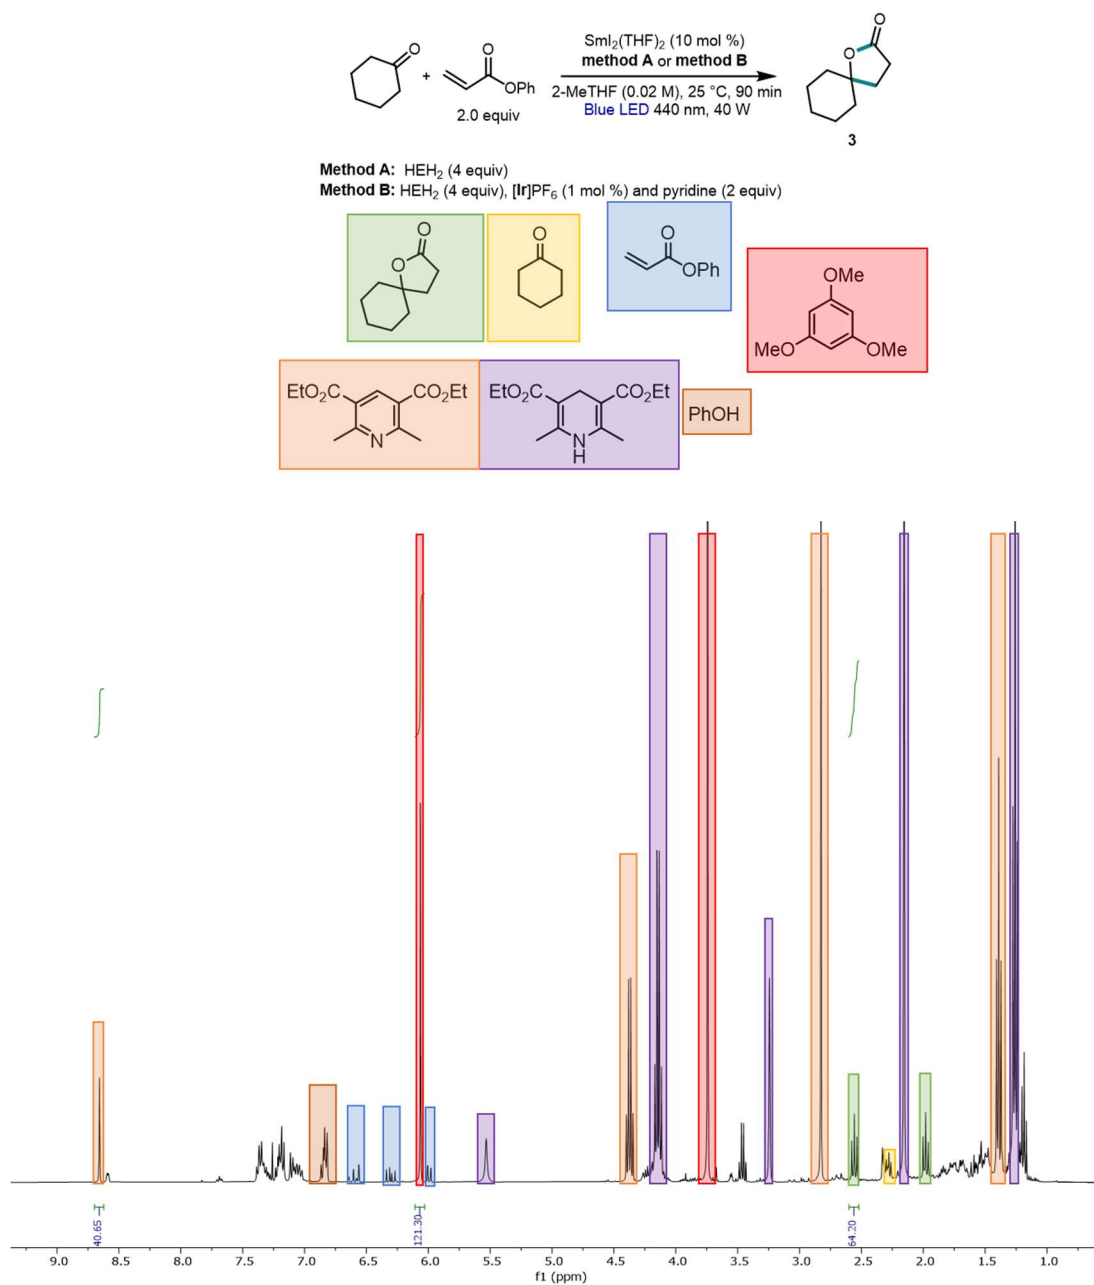 O
O
O
OPh
2.0 equiv
+
SmI₂(THF)₂ (10 mol %)
method A or method B
2-MeTHF (0.02 M), 25 °C, 90 min
Blue LED 440 nm, 40 W
O
O
3
Method A: HEH₂ (4 equiv)
Method B: HEH₂ (4 equiv), [Ir]PF₆ (1 mol %) and pyridine (2 equiv)
O
O
O
O
OPh
OMe
MeO
OMe
EtO₂C
CO₂Et
N
EtO₂C
CO₂Et
N
H
PhOH
40.65
121.30
64.20
9.0 8.5 8.0 7.5 7.0 6.5 6.0 5.5 5.0 4.5 4.0 3.5 3.0 2.5 2.0 1.5 1.0
f1 (ppm)